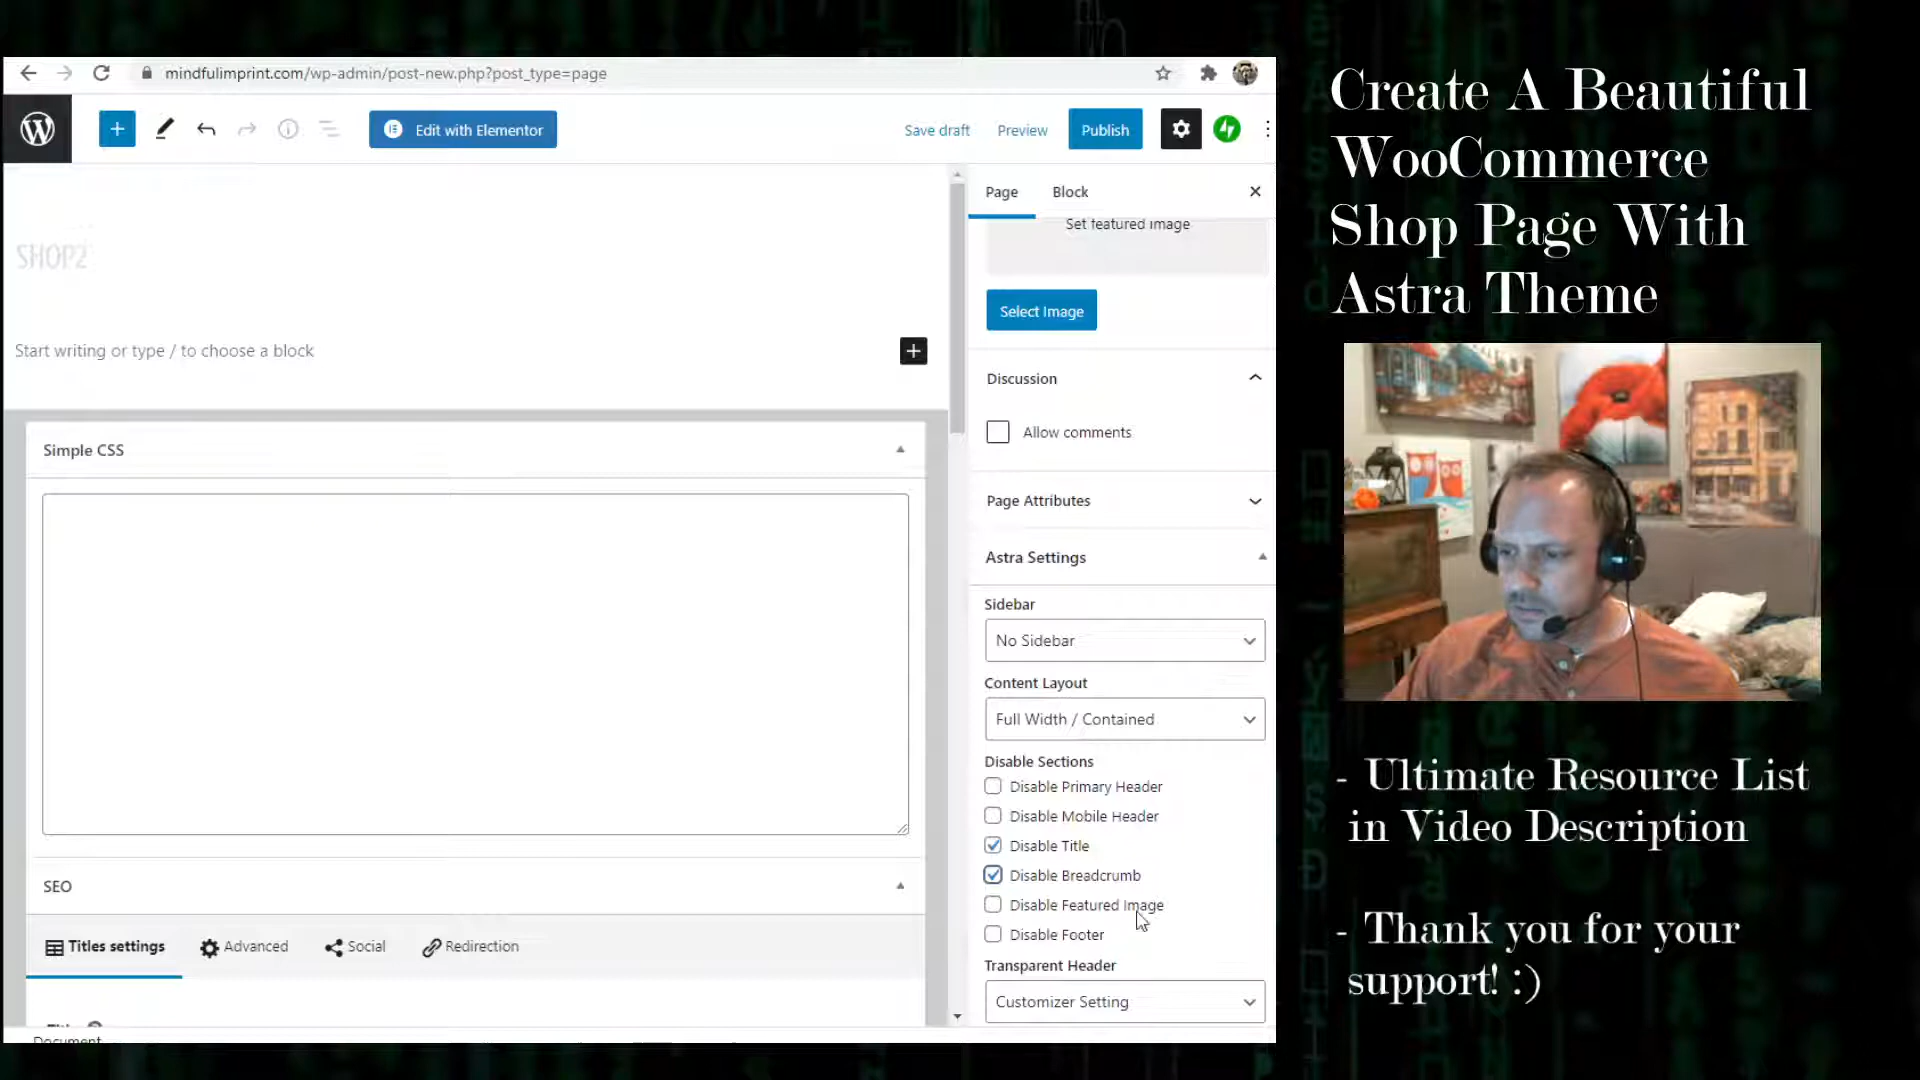 mindfulimprint.com/wp-admin/post-new.php?post_type=page
Edit with Elementor
Save draft
Preview
Publish
Page
Block
Set featured image
SHOP2
Select Image
Start writing or type / to choose a block
Discussion
Allow comments
Simple CSS
Page Attributes
Astra Settings
Sidebar
No Sidebar
Content Layout
Full Width / Contained
Disable Sections
Disable Primary Header
Disable Mobile Header
Disable Title
Disable Breadcrumb
Disable Featured Image
Disable Footer
Transparent Header
Customizer Setting
SEO
Titles settings
Advanced
Social
Redirection
Document
Create A Beautiful
WooCommerce
Shop Page With
Astra Theme
- Ultimate Resource List
in Video Description
- Thank you for your
support! :)